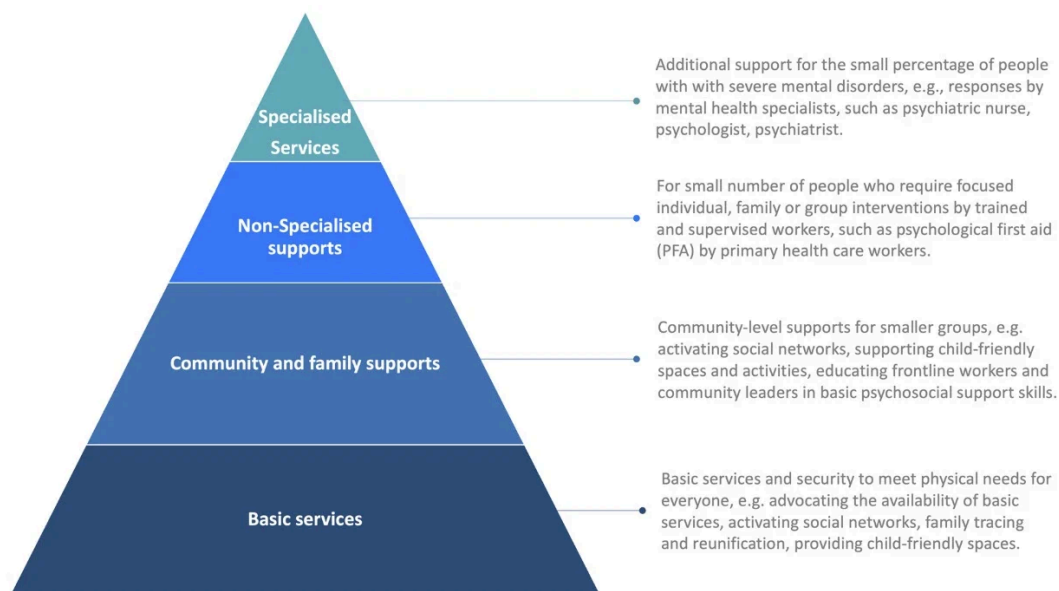 Specialised
Services
Additional support for the small percentage of people
with with severe mental disorders, e.g., responses by
mental health specialists, such as psychiatric nurse,
psychologist, psychiatrist.
Non-Specialised
supports
For small number of people who require focused
individual, family or group interventions by trained
and supervised workers, such as psychological first aid
(PFA) by primary health care workers.
Community and family supports
Community-level supports for smaller groups, e.g.
activating social networks, supporting child-friendly
spaces and activities, educating frontline workers and
community leaders in basic psychosocial support skills.
Basic services
Basic services and security to meet physical needs for
everyone, e.g. advocating the availability of basic
services, activating social networks, family tracing
and reunification, providing child-friendly spaces.